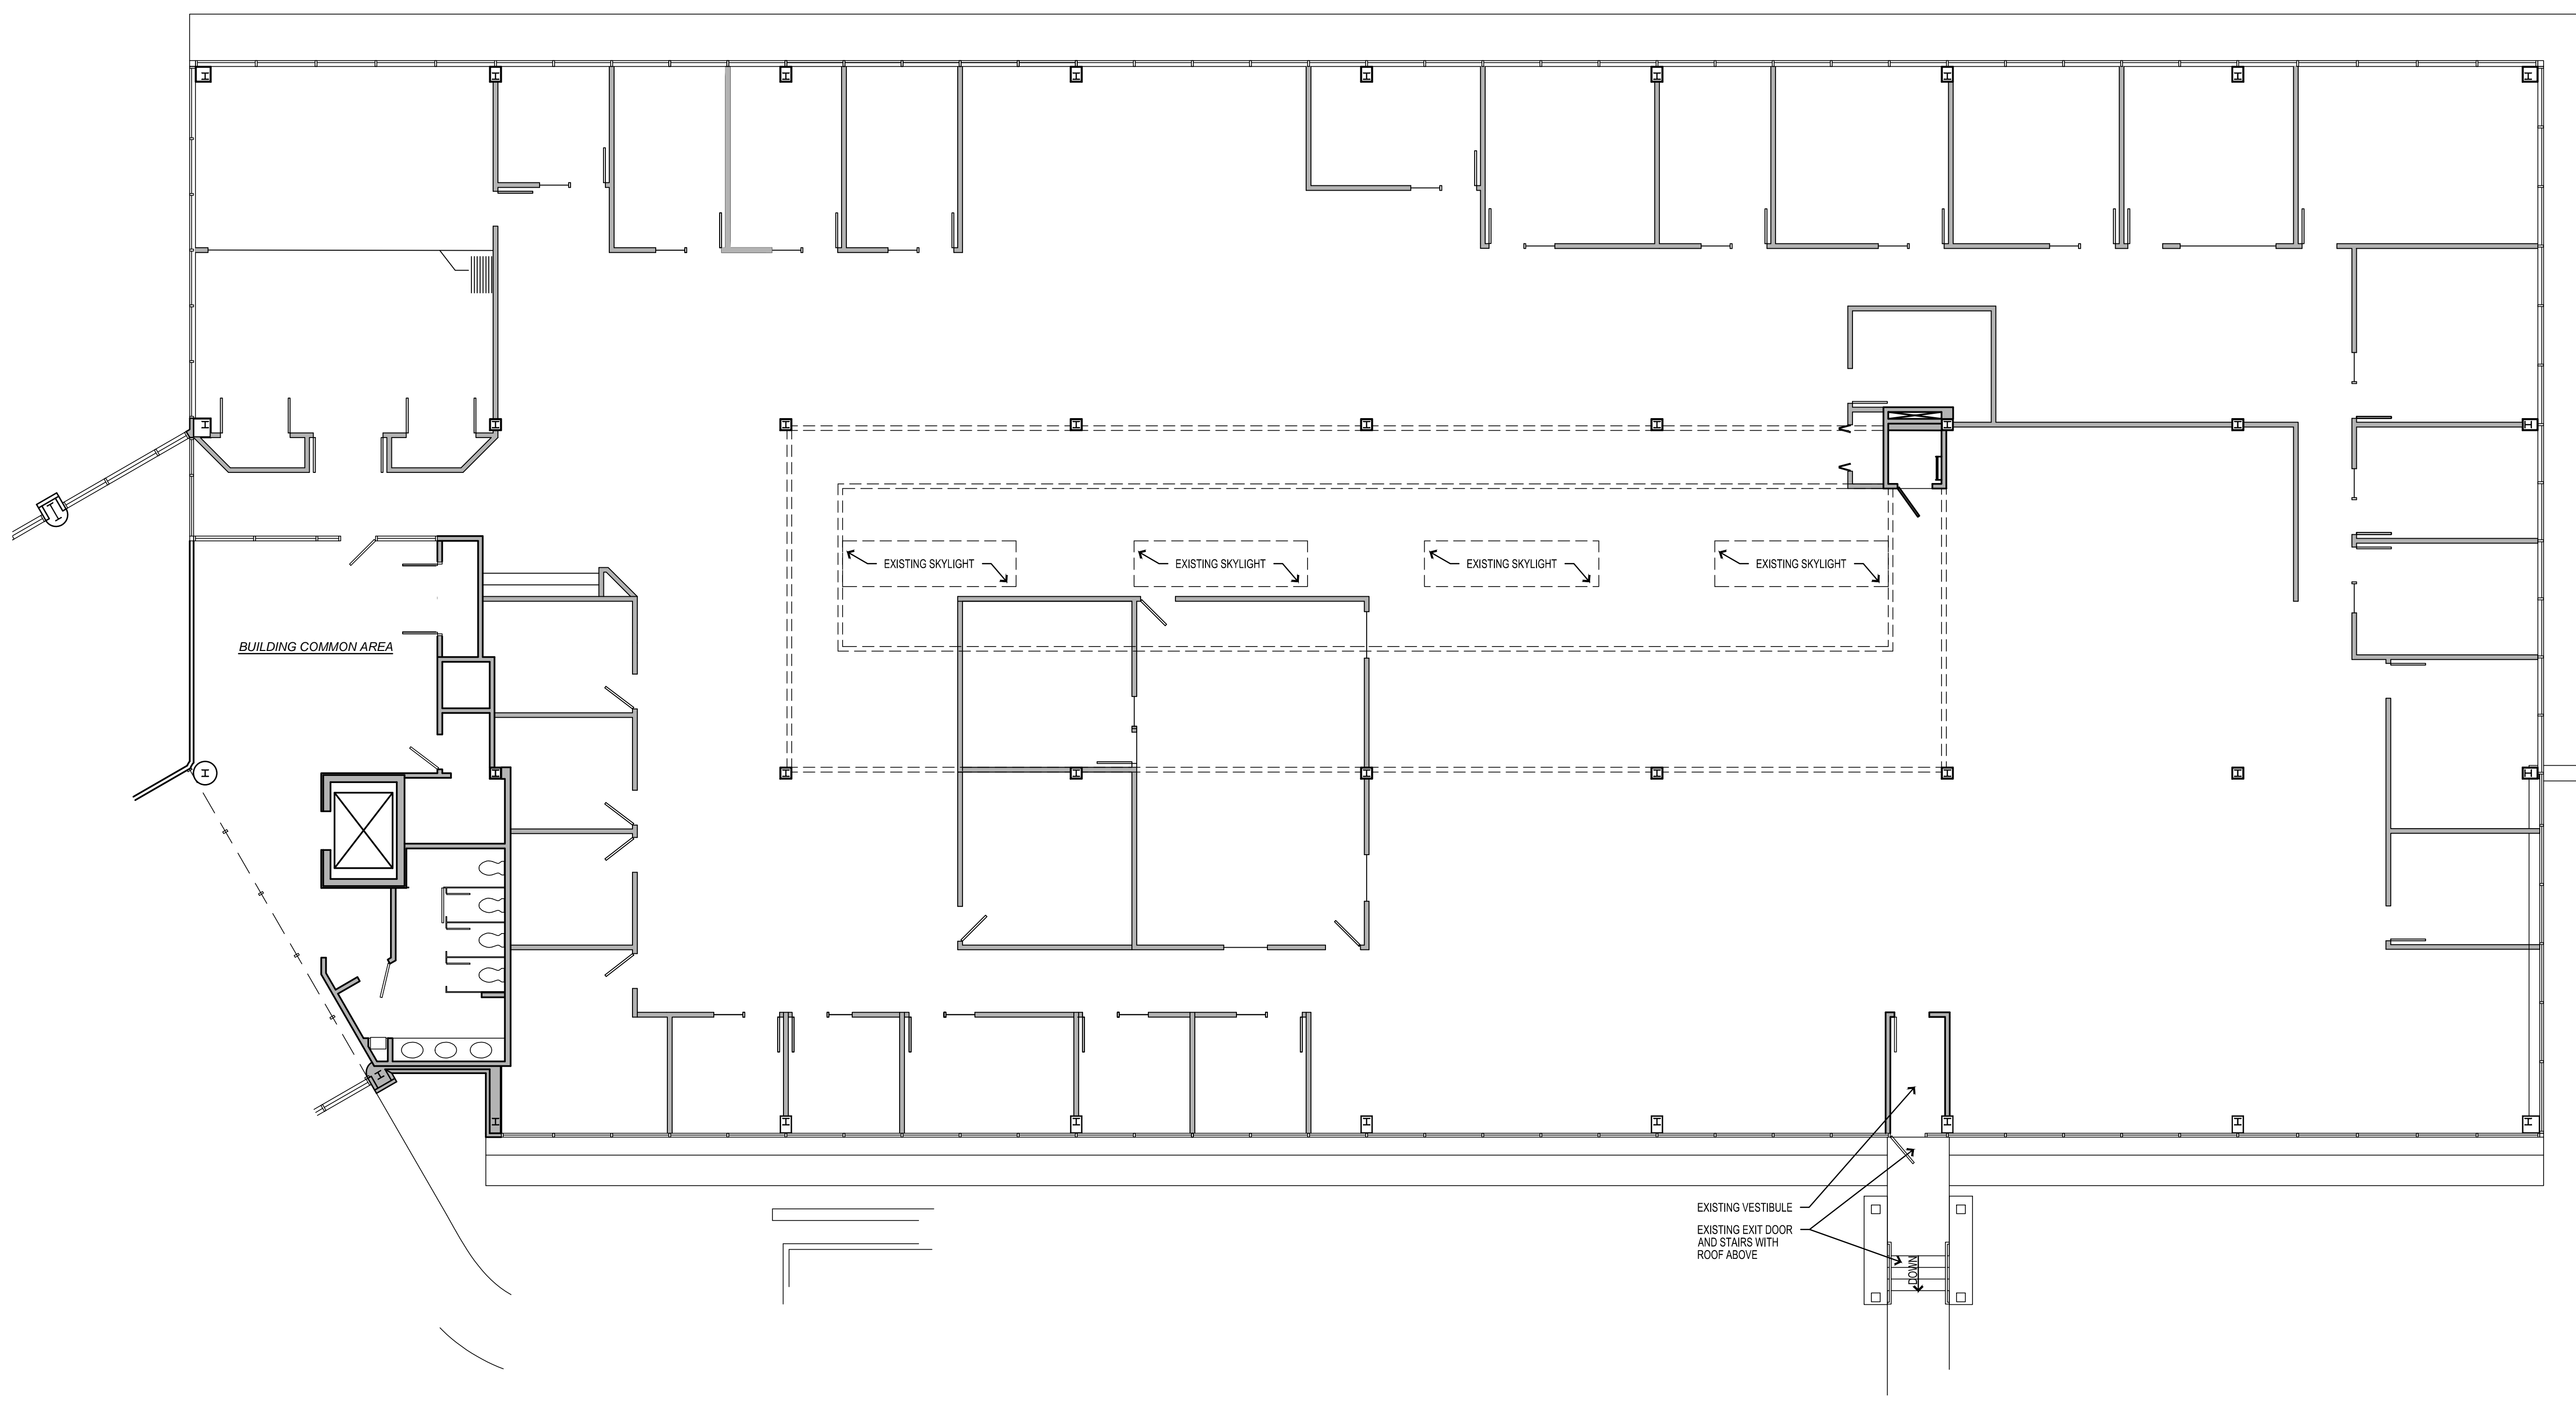 EXISTING SKYLIGHT
EXISTING SKYLIGHT
EXISTING SKYLIGHT
EXISTING SKYLIGHT
BUILDING COMMON AREA
EXISTING VESTIBULE
EXISTING EXIT DOOR
AND STAIRS WITH
ROOF ABOVE
DOWN